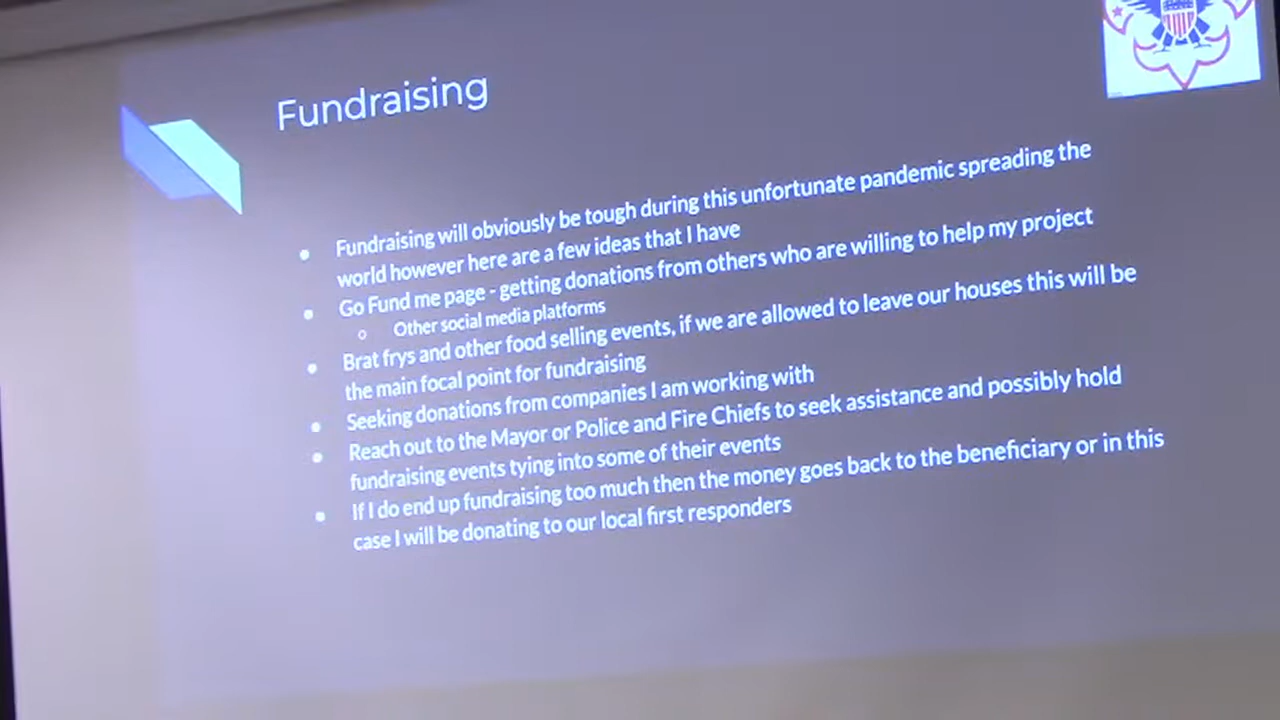 Fundraising
Fundraising will obviously be tough during this unfortunate pandemic spreading the
world however here are a few ideas that I have
Go Fund me page - getting donations from others who are willing to help my project
Other social media platforms
Brat frys and other food selling events, if we are allowed to leave our houses this will be
the main focal point for fundraising
Seeking donations from companies I am working with
Reach out to the Mayor or Police and Fire Chiefs to seek assistance and possibly hold
fundraising events tying into some of their events
If I do end up fundraising too much then the money goes back to the beneficiary or in this
case I will be donating to our local first responders